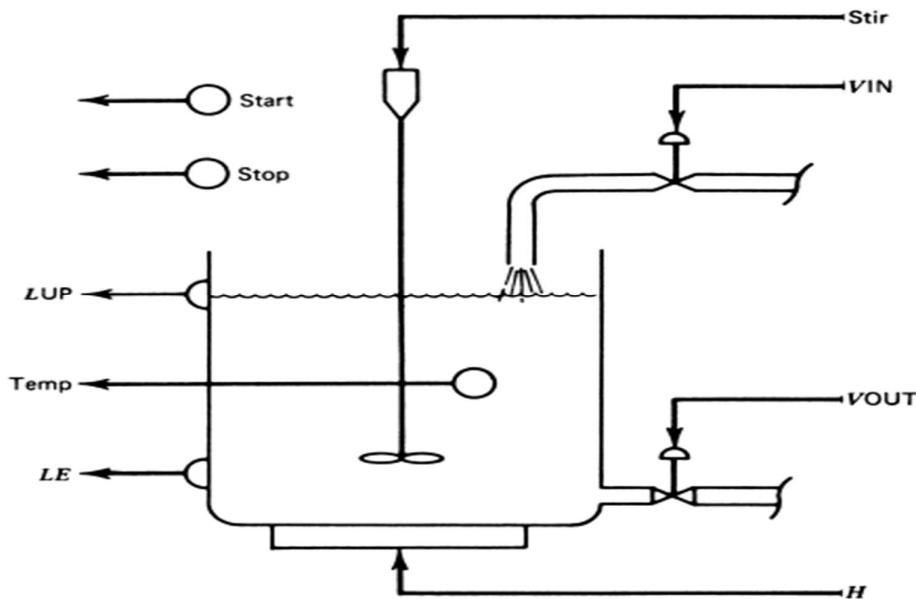 Stir
VIN
Start
Stop
LUP
Temp
VOUT
LE
H